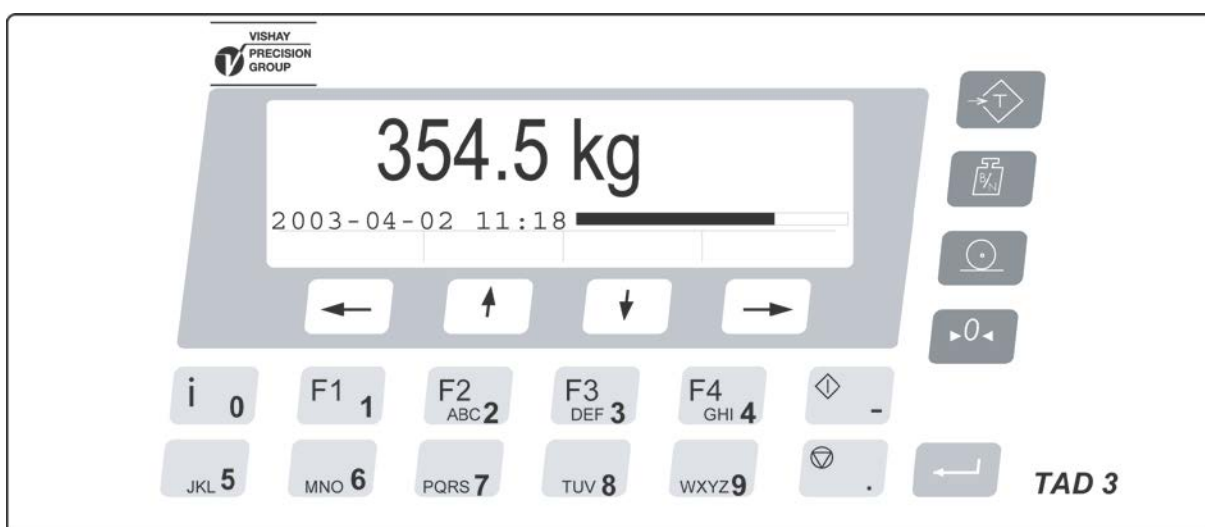 VISHAY
PRECISION
GROUP
354.5 kg
2003-04-02 11:18
T
B/N
0
i 0
F1 1
F2 ABC 2
F3 DEF 3
F4 GHI 4
-
JKL 5
MNO 6
PQRS 7
TUV 8
WXYZ 9
.
TAD 3